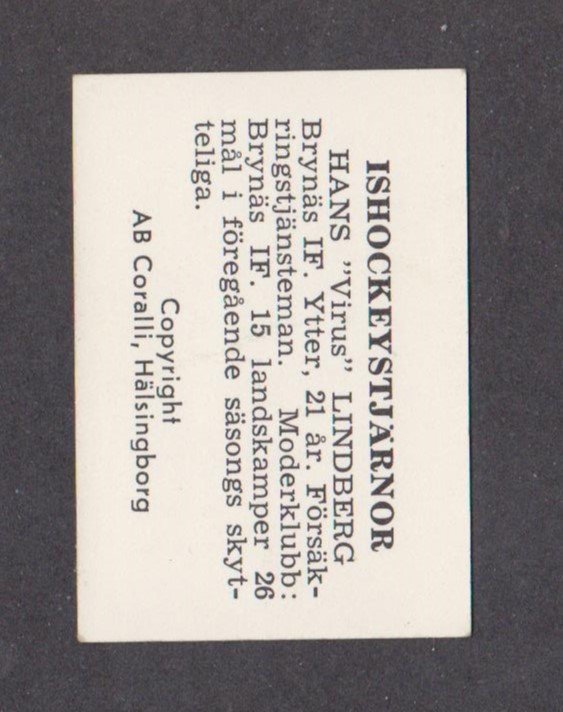 ISHOCKEYSTJÄRNOR
HANS ”Virus” LINDBERG
Brynäs IF. Ytter, 21 år. Försäk-
ringstjänsteman. Moderklubb:
Brynäs IF. 15 landskamper 26
mål i föregående säsongs skyt-
teliga.
Copyright
AB Coralli, Hälsingborg